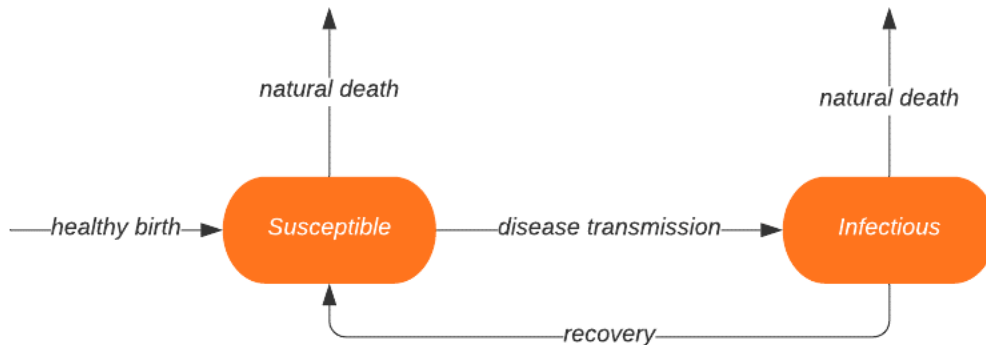 natural death
natural death
healthy birth
Susceptible
disease transmission
Infectious
recovery